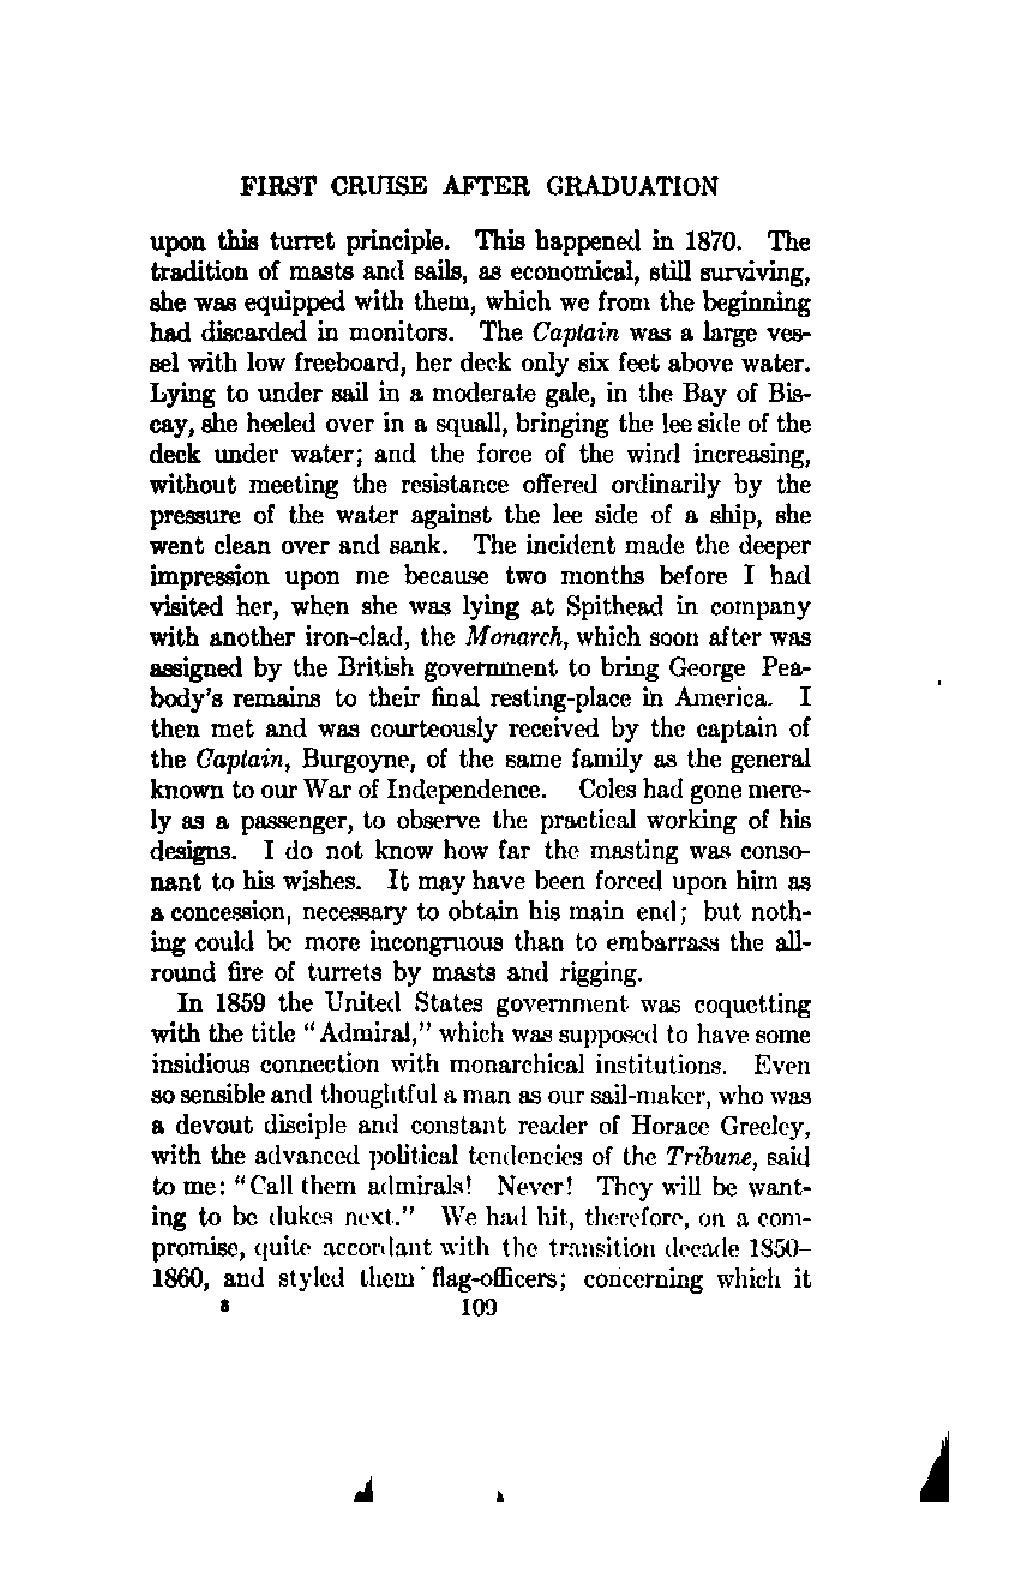 FIRST CRUISE AFTER GRADUATION
upon this turret principle. This happened in 1870. The
tradition of masts and sails, as economical, still surviving,
she was equipped with them, which we from the beginning
had discarded in monitors. The Captain was a large ves-
sel with low freeboard, her deck only six feet above water.
Lying to under sail in a moderate gale, in the Bay of Bis-
cay, she heeled over in a squall, bringing the lee side of the
deck under water; and the force of the wind increasing,
without meeting the resistance offered ordinarily by the
pressure of the water against the lee side of a ship, she
went clean over and sank. The incident made the deeper
impression upon me because two months before I had
visited her, when she was lying at Spithead in company
with another iron-clad, the Monarch, which soon after was
assigned by the British government to bring George Pea-
body's remains to their final resting-place in America. I
then met and was courteously received by the captain of
the Captain, Burgoyne, of the same family as the general
known to our War of Independence. Coles had gone mere-
ly as a passenger, to observe the practical working of his
designs. I do not know how far the masting was conso-
nant to his wishes. It may have been forced upon him as
a concession, necessary to obtain his main end; but noth-
ing could be more incongruous than to embarrass the all-
round fire of turrets by masts and rigging.
In 1859 the United States government was coquetting
with the title "Admiral," which was supposed to have some
insidious connection with monarchical institutions. Even
so sensible and thoughtful a man as our sail-maker, who was
a devout disciple and constant reader of Horace Greeley,
with the advanced political tendencies of the Tribune, said
to me: "Call them admirals! Never! They will be want-
ing to be dukes next." We had hit, therefore, on a com-
promise, quite accordant with the transition decade 1850–
1860, and styled them flag-officers; concerning which it
8 109